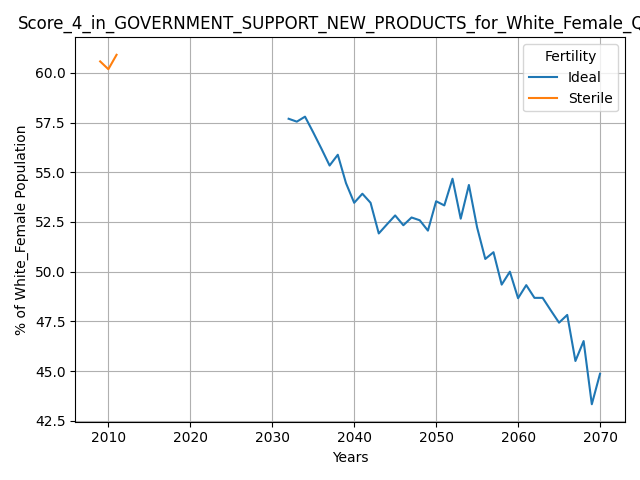 Score_4_in_GOVERNMENT_SUPPORT_NEW_PRODUCTS_for_White_Female_Q
Fertility
Ideal
Sterile
% of White_Female Population
60.0
57.5
55.0
52.5
50.0
47.5
45.0
42.5
2010 2020 2030 2040 2050 2060 2070
Years